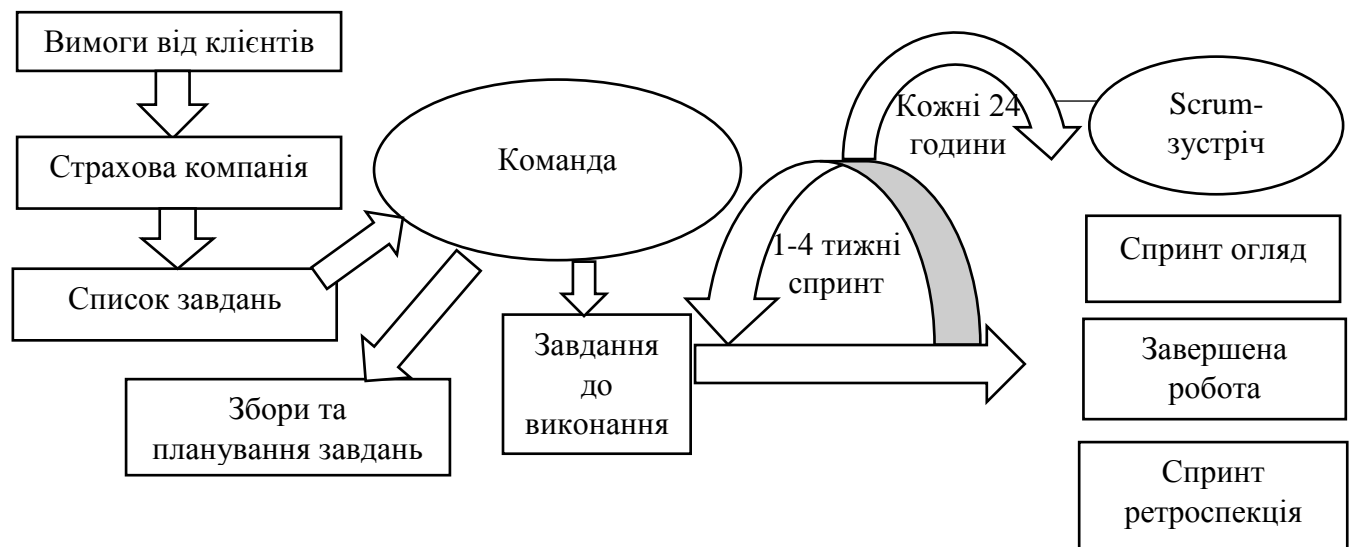 Вимоги від клієнтів
Страхова компанія
Список завдань
Збори та
планування завдань
Команда
Завдання
до
виконання
1-4 тижні
спринт
Кожні 24
години
Scrum-
зустріч
Спринт огляд
Завершена
робота
Спринт
ретроспекція